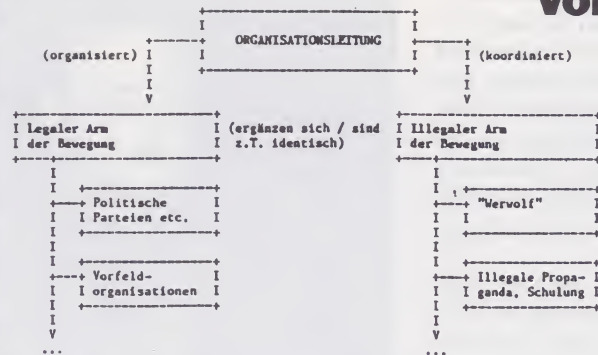 VOI
ORGANISATIONSLEITUNG
(organisiert)
(koordiniert)
legaler Arm
der Bewegung
(ergänzen sich / sind
z.T. identisch)
Illegaler Arm
der Bewegung
Politische
Parteien etc.
Vorfeld-
organisationen
...
"Werwolf"
Illegale Propa-
ganda, Schulung
...